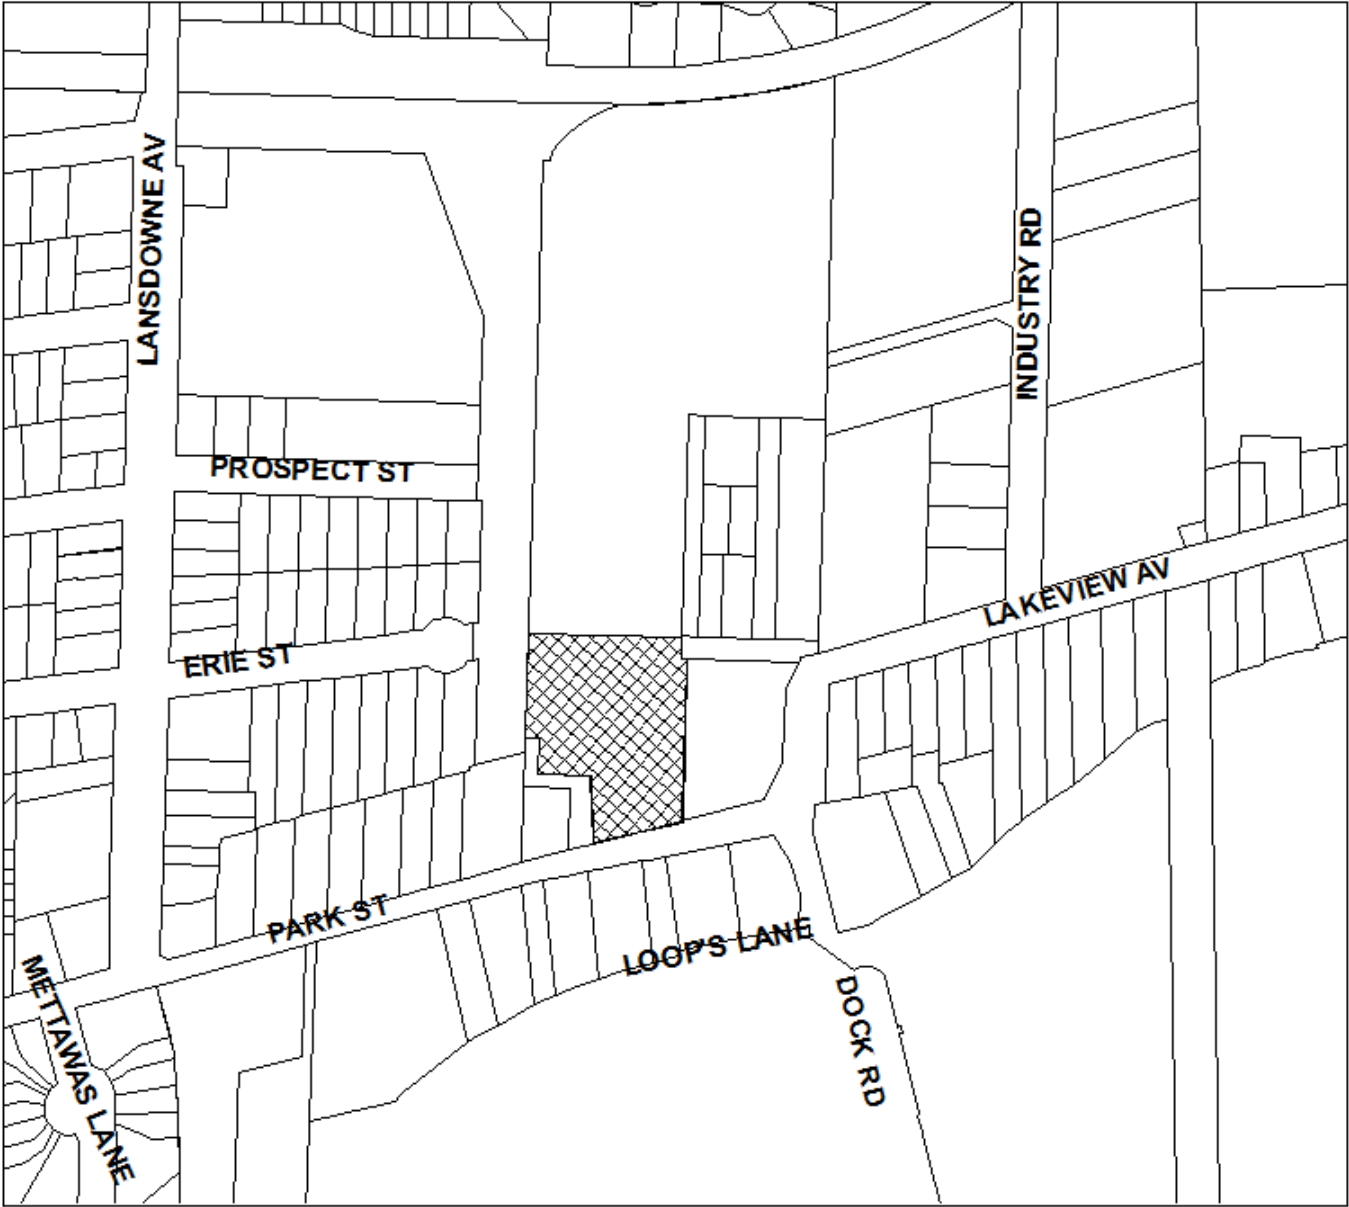 LANSDOWNE AV
INDUSTRY RD
PROSPECT ST
LAKEVIEW AV
ERIE ST
PARK ST
LOOP'S LANE
METTAWAS LANE
DOCK RD